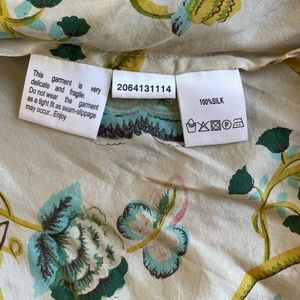 This garment is very
delicate and fragile.
Do not wear the garment
as a tight fit as seam-slippage
may occur...Enjoy
2064131114
100%SILK